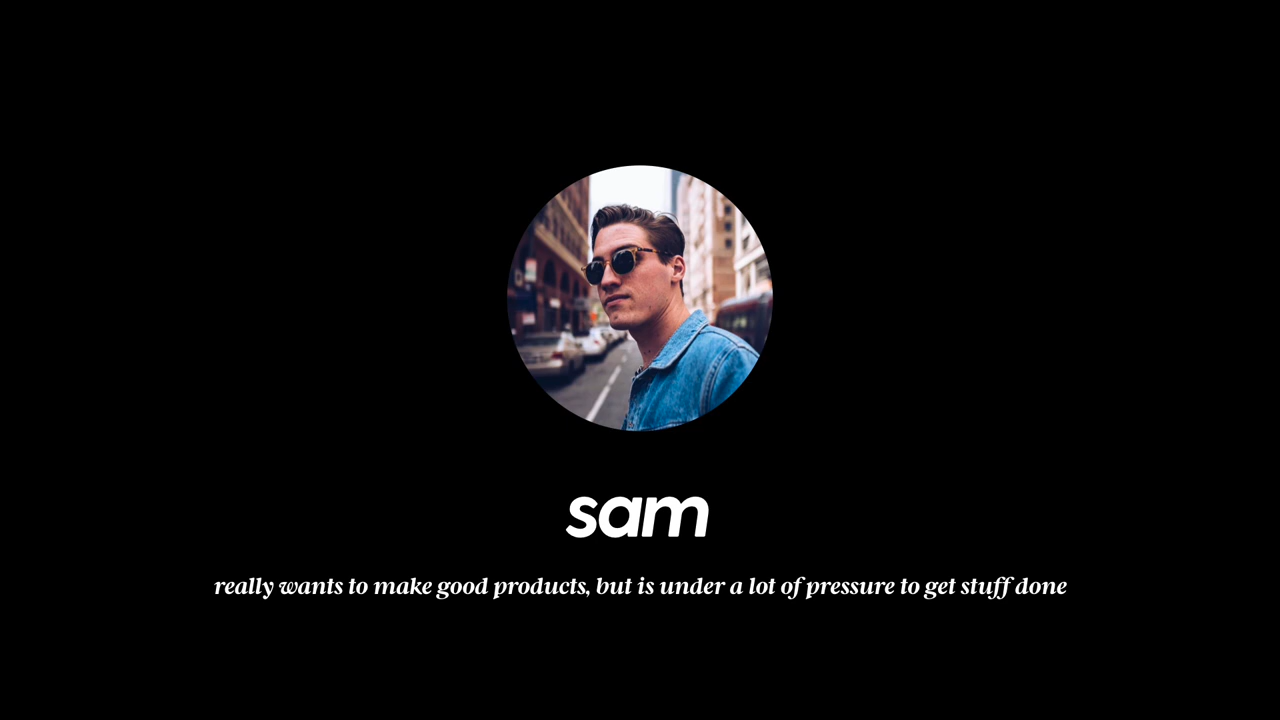 sam
really wants to make good products, but is under a lot of pressure to get stuff done